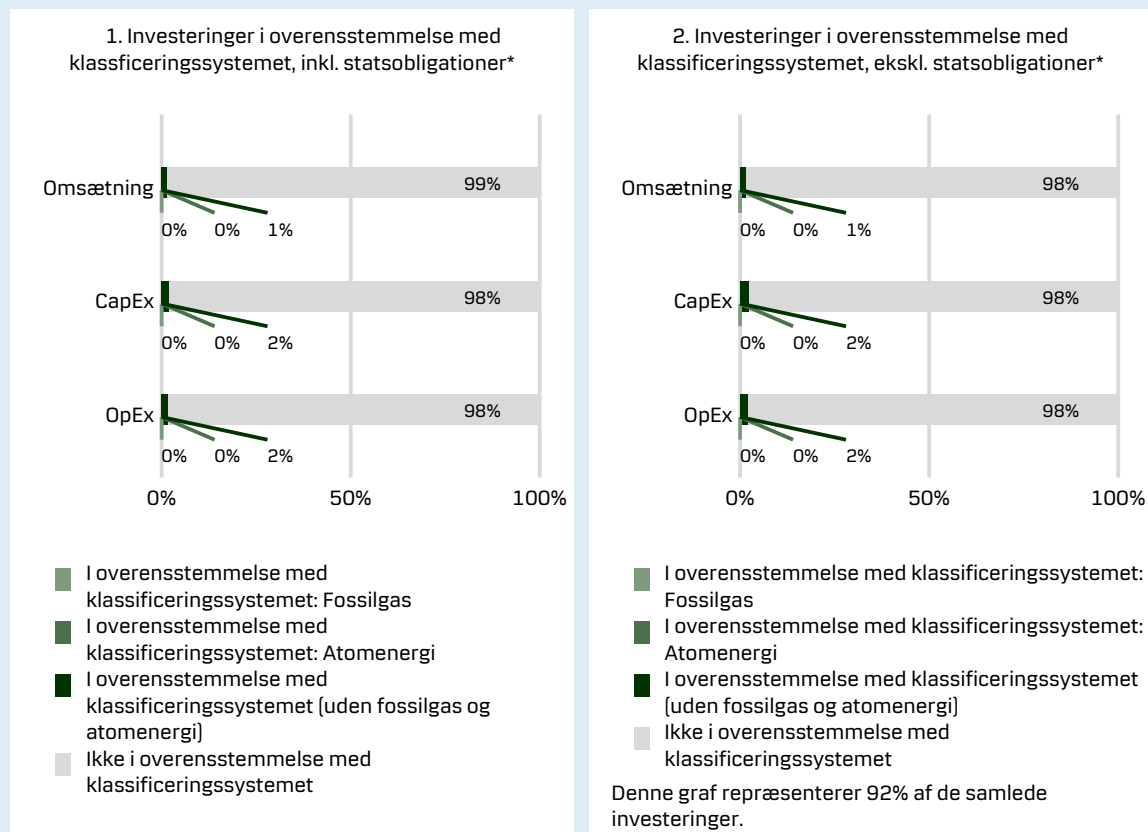 1. Investeringer i overensstemmelse med
klassficeringssystemet, inkl. statsobligationer*
Omsætning
99%
0% 0% 1%
CapEx
98%
0% 0% 2%
OpEx
98%
0% 0% 2%
0% 50% 100%
I overensstemmelse med
klassificeringssystemet: Fossilgas
I overensstemmelse med
klassificeringssystemet: Atomenergi
I overensstemmelse med
klassificeringssystemet (uden fossilgas og
atomenergi)
Ikke i overensstemmelse med
klassificeringssystemet
2. Investeringer i overensstemmelse med
klassificeringssystemet, ekskl. statsobligationer*
Omsætning
98%
0% 0% 1%
CapEx
98%
0% 0% 2%
OpEx
98%
0% 0% 2%
0% 50% 100%
I overensstemmelse med klassificeringssystemet:
Fossilgas
I overensstemmelse med klassificeringssystemet:
Atomenergi
I overensstemmelse med klassificeringssystemet
(uden fossilgas og atomenergi)
Ikke i overensstemmelse med
klassificeringssystemet
Denne graf repræsenterer 92% af de samlede
investeringer.